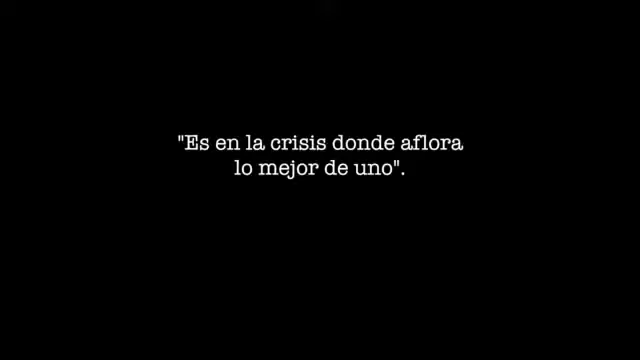 "Es en la crisis donde aflora
lo mejor de uno".